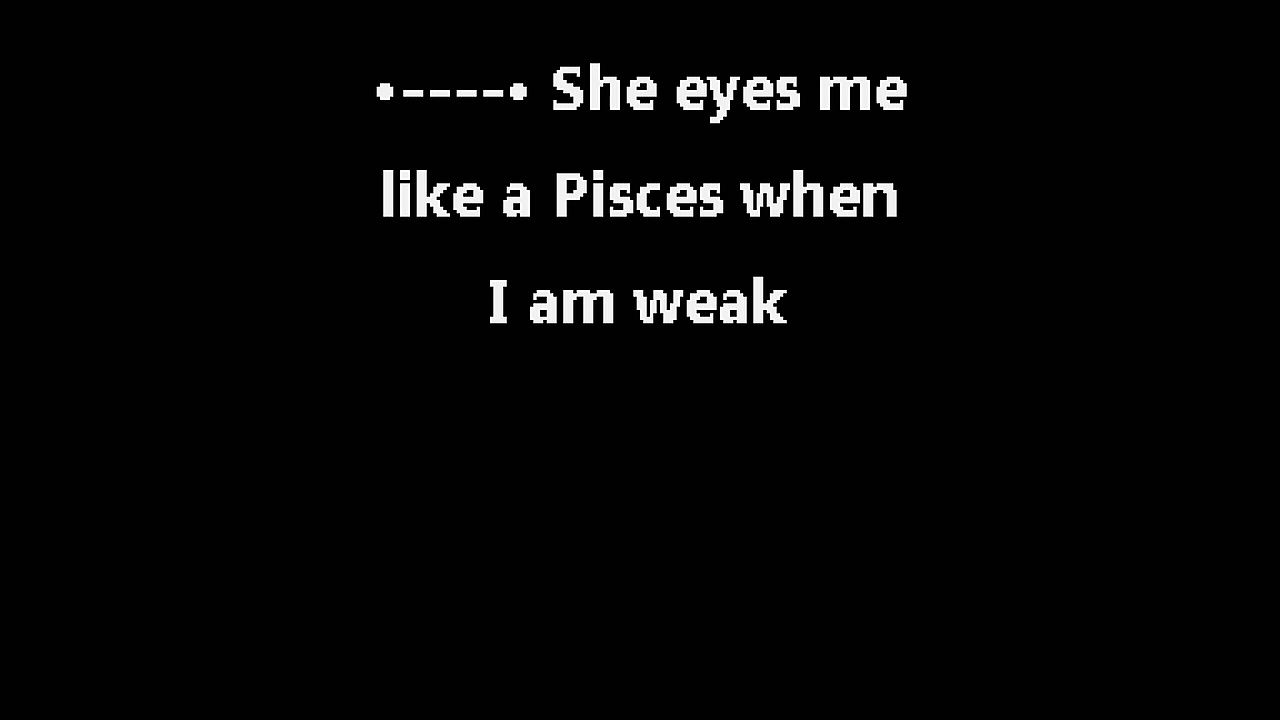 •----• She eyes me
like a Pisces when
I am weak